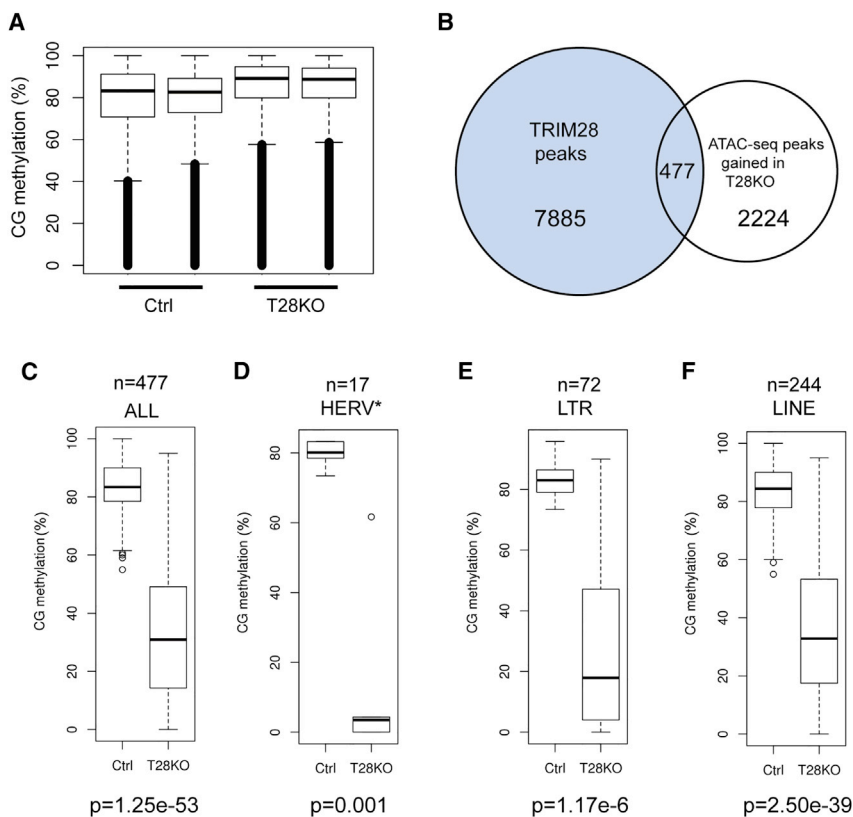 A
CG methylation (%)
100
80
60
40
20
0
Ctrl
T28KO
B
TRIM28
peaks
7885
477
ATAC-seq peaks
gained in
T28KO
2224
C
n=477
ALL
CG methylation (%)
100
80
60
40
20
0
Ctrl
T28KO
p=1.25e-53
D
n=17
HERV*
CG methylation (%)
80
60
40
20
0
Ctrl
T28KO
p=0.001
E
n=72
LTR
CG methylation (%)
80
60
40
20
0
Ctrl
T28KO
p=1.17e-6
F
n=244
LINE
CG methylation (%)
100
80
60
40
20
0
Ctrl
T28KO
p=2.50e-39